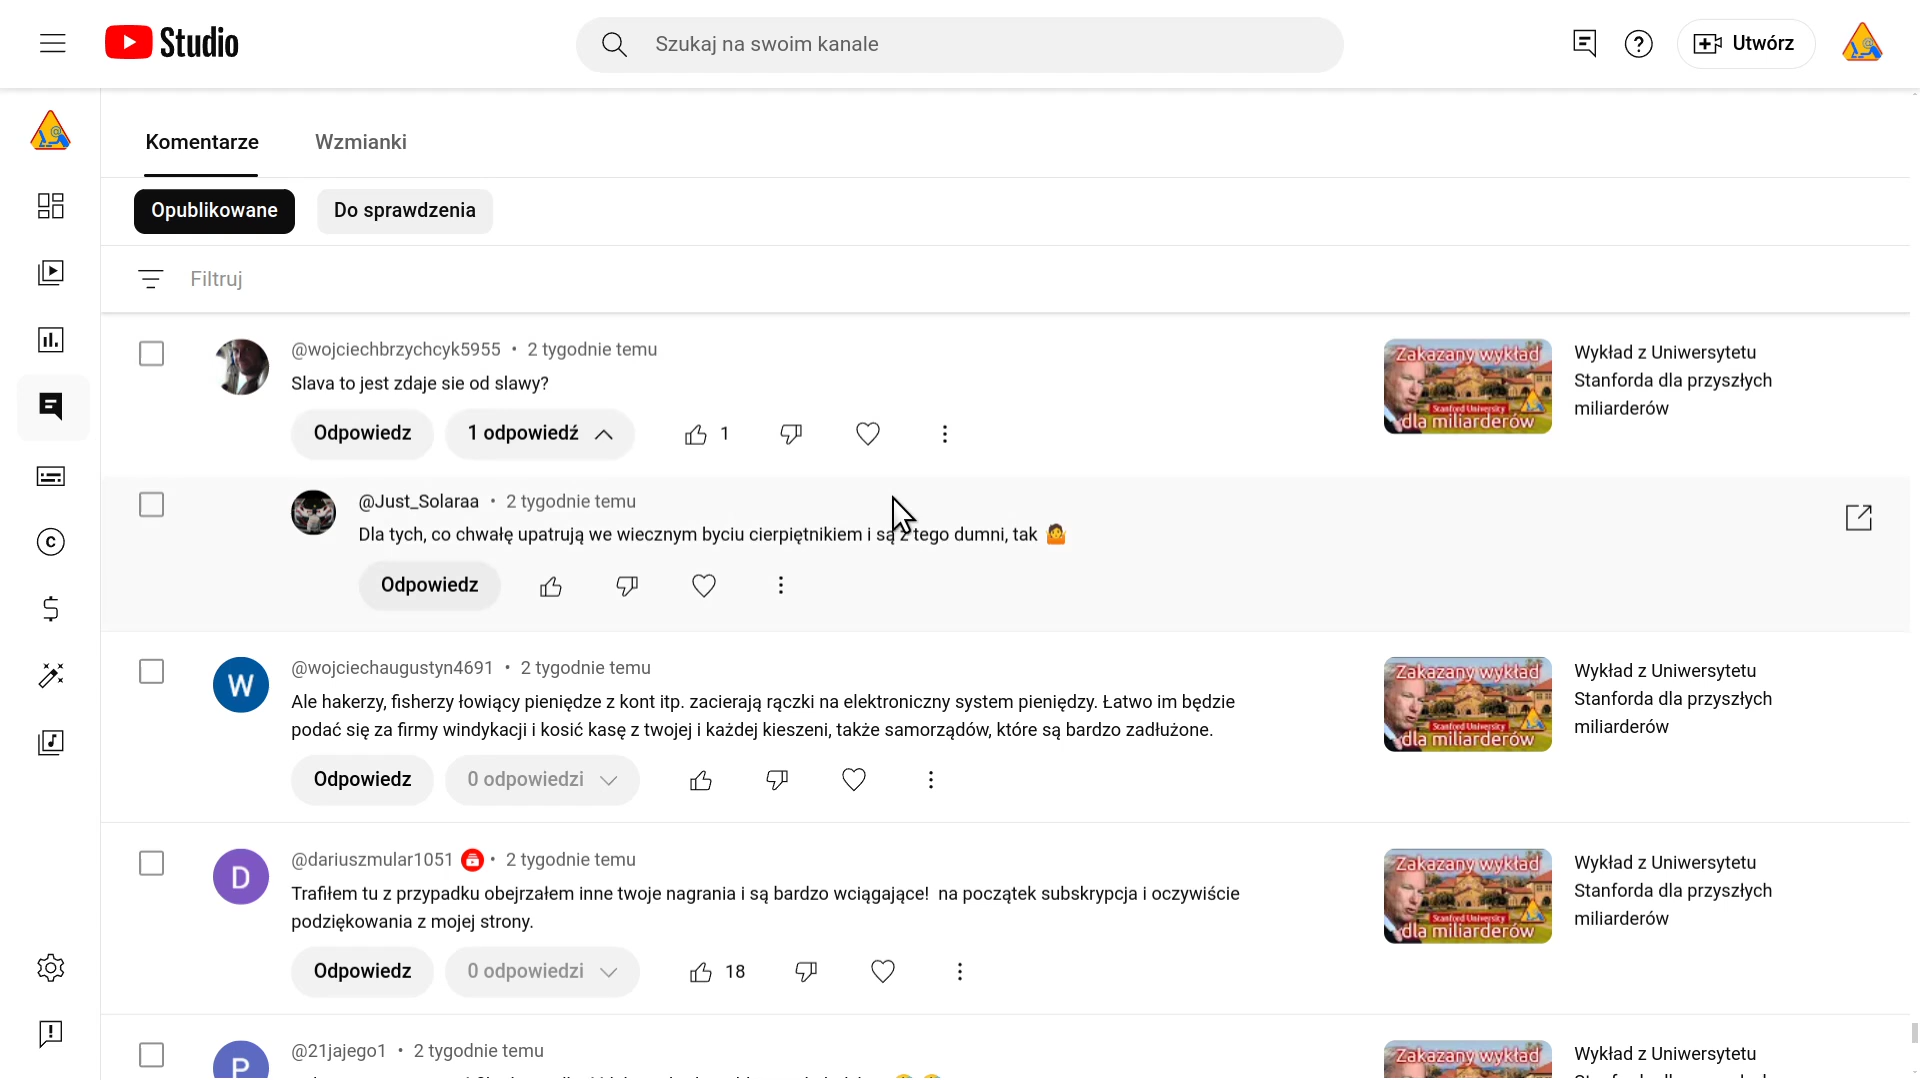 Studio
Szukaj na swoim kanale
Utwórz
Komentarze
Wzmianki
Opublikowane
Do sprawdzenia
Filtruj
@wojciechbrzychcyk5955 • 2 tygodnie temu
Slava to jest zdaje sie od slawy?
Odpowiedz
1 odpowiedź
1
Zakazany wykład
Stanford University
dla miliarderów
Wykład z Uniwersytetu
Stanforda dla przyszłych
miliarderów
@Just_Solaraa • 2 tygodnie temu
Dla tych, co chwałę upatrują we wiecznym byciu cierpiętnikiem i są z tego dumni, tak 🤷
Odpowiedz
W
@wojciechaugustyn4691 • 2 tygodnie temu
Ale hakerzy, fisherzy łowiący pieniędze z kont itp. zacierają rączki na elektroniczny system pieniędzy. Łatwo im będzie
podać się za firmy windykacji i kosić kasę z twojej i każdej kieszeni, także samorządów, które są bardzo zadłużone.
Odpowiedz
0 odpowiedzi
Zakazany wykład
Stanford University
dla miliarderów
Wykład z Uniwersytetu
Stanforda dla przyszłych
miliarderów
D
@dariuszmular1051 • 2 tygodnie temu
Trafiłem tu z przypadku obejrzałem inne twoje nagrania i są bardzo wciągające! na początek subskrypcja i oczywiście
podziękowania z mojej strony.
Odpowiedz
0 odpowiedzi
18
Zakazany wykład
Stanford University
dla miliarderów
Wykład z Uniwersytetu
Stanforda dla przyszłych
miliarderów
P
@21jajego1 • 2 tygodnie temu
Zakazany wykład
Wykład z Uniwersytetu